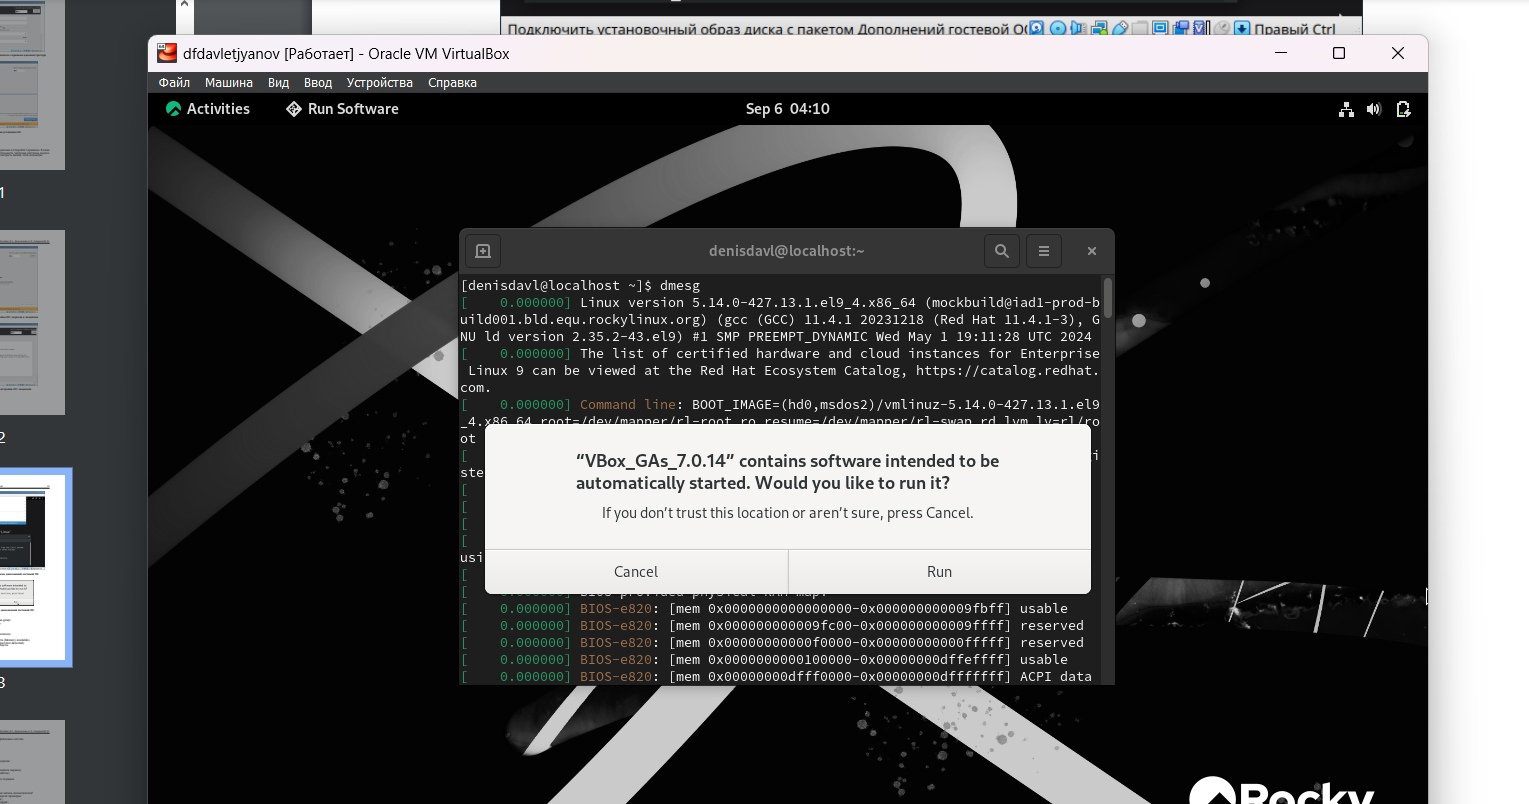 Подключить установочный образ диска с пакетом Дополнений гостевой ОС
Правый Ctrl
dfdavletjyanov [Работает] - Oracle VM VirtualBox
Файл Машина Вид Ввод Устройства Справка
Activities Run Software Sep 6 04:10
denisdavl@localhost:~
[denisdavl@localhost ~]$ dmesg
[    0.000000] Linux version 5.14.0-427.13.1.el9_4.x86_64 (mockbuild@iad1-prod-b
uild001.bld.equ.rockylinux.org) (gcc (GCC) 11.4.1 20231218 (Red Hat 11.4.1-3), G
NU ld version 2.35.2-43.el9) #1 SMP PREEMPT_DYNAMIC Wed May 1 19:11:28 UTC 2024
[    0.000000] The list of certified hardware and cloud instances for Enterprise
 Linux 9 can be viewed at the Red Hat Ecosystem Catalog, https://catalog.redhat.
com.
[    0.000000] Command line: BOOT_IMAGE=(hd0,msdos2)/vmlinuz-5.14.0-427.13.1.el9
_4.x86_64 root=/dev/mapper/rl-root ro resume=/dev/mapper/rl-swap rd.lvm.lv=rl/ro
ot
[
ste
[
[
[
[
usi
[
“VBox_GAs_7.0.14” contains software intended to be
automatically started. Would you like to run it?
If you don’t trust this location or aren’t sure, press Cancel.
Cancel Run
[    0.000000] BIOS-e820: [mem 0x0000000000000000-0x000000000009fbff] usable
[    0.000000] BIOS-e820: [mem 0x000000000009fc00-0x000000000009ffff] reserved
[    0.000000] BIOS-e820: [mem 0x00000000000f0000-0x00000000000fffff] reserved
[    0.000000] BIOS-e820: [mem 0x0000000000100000-0x00000000dffeffff] usable
[    0.000000] BIOS-e820: [mem 0x00000000dfff0000-0x00000000dfffffff] ACPI data
Rocky
1
2
3